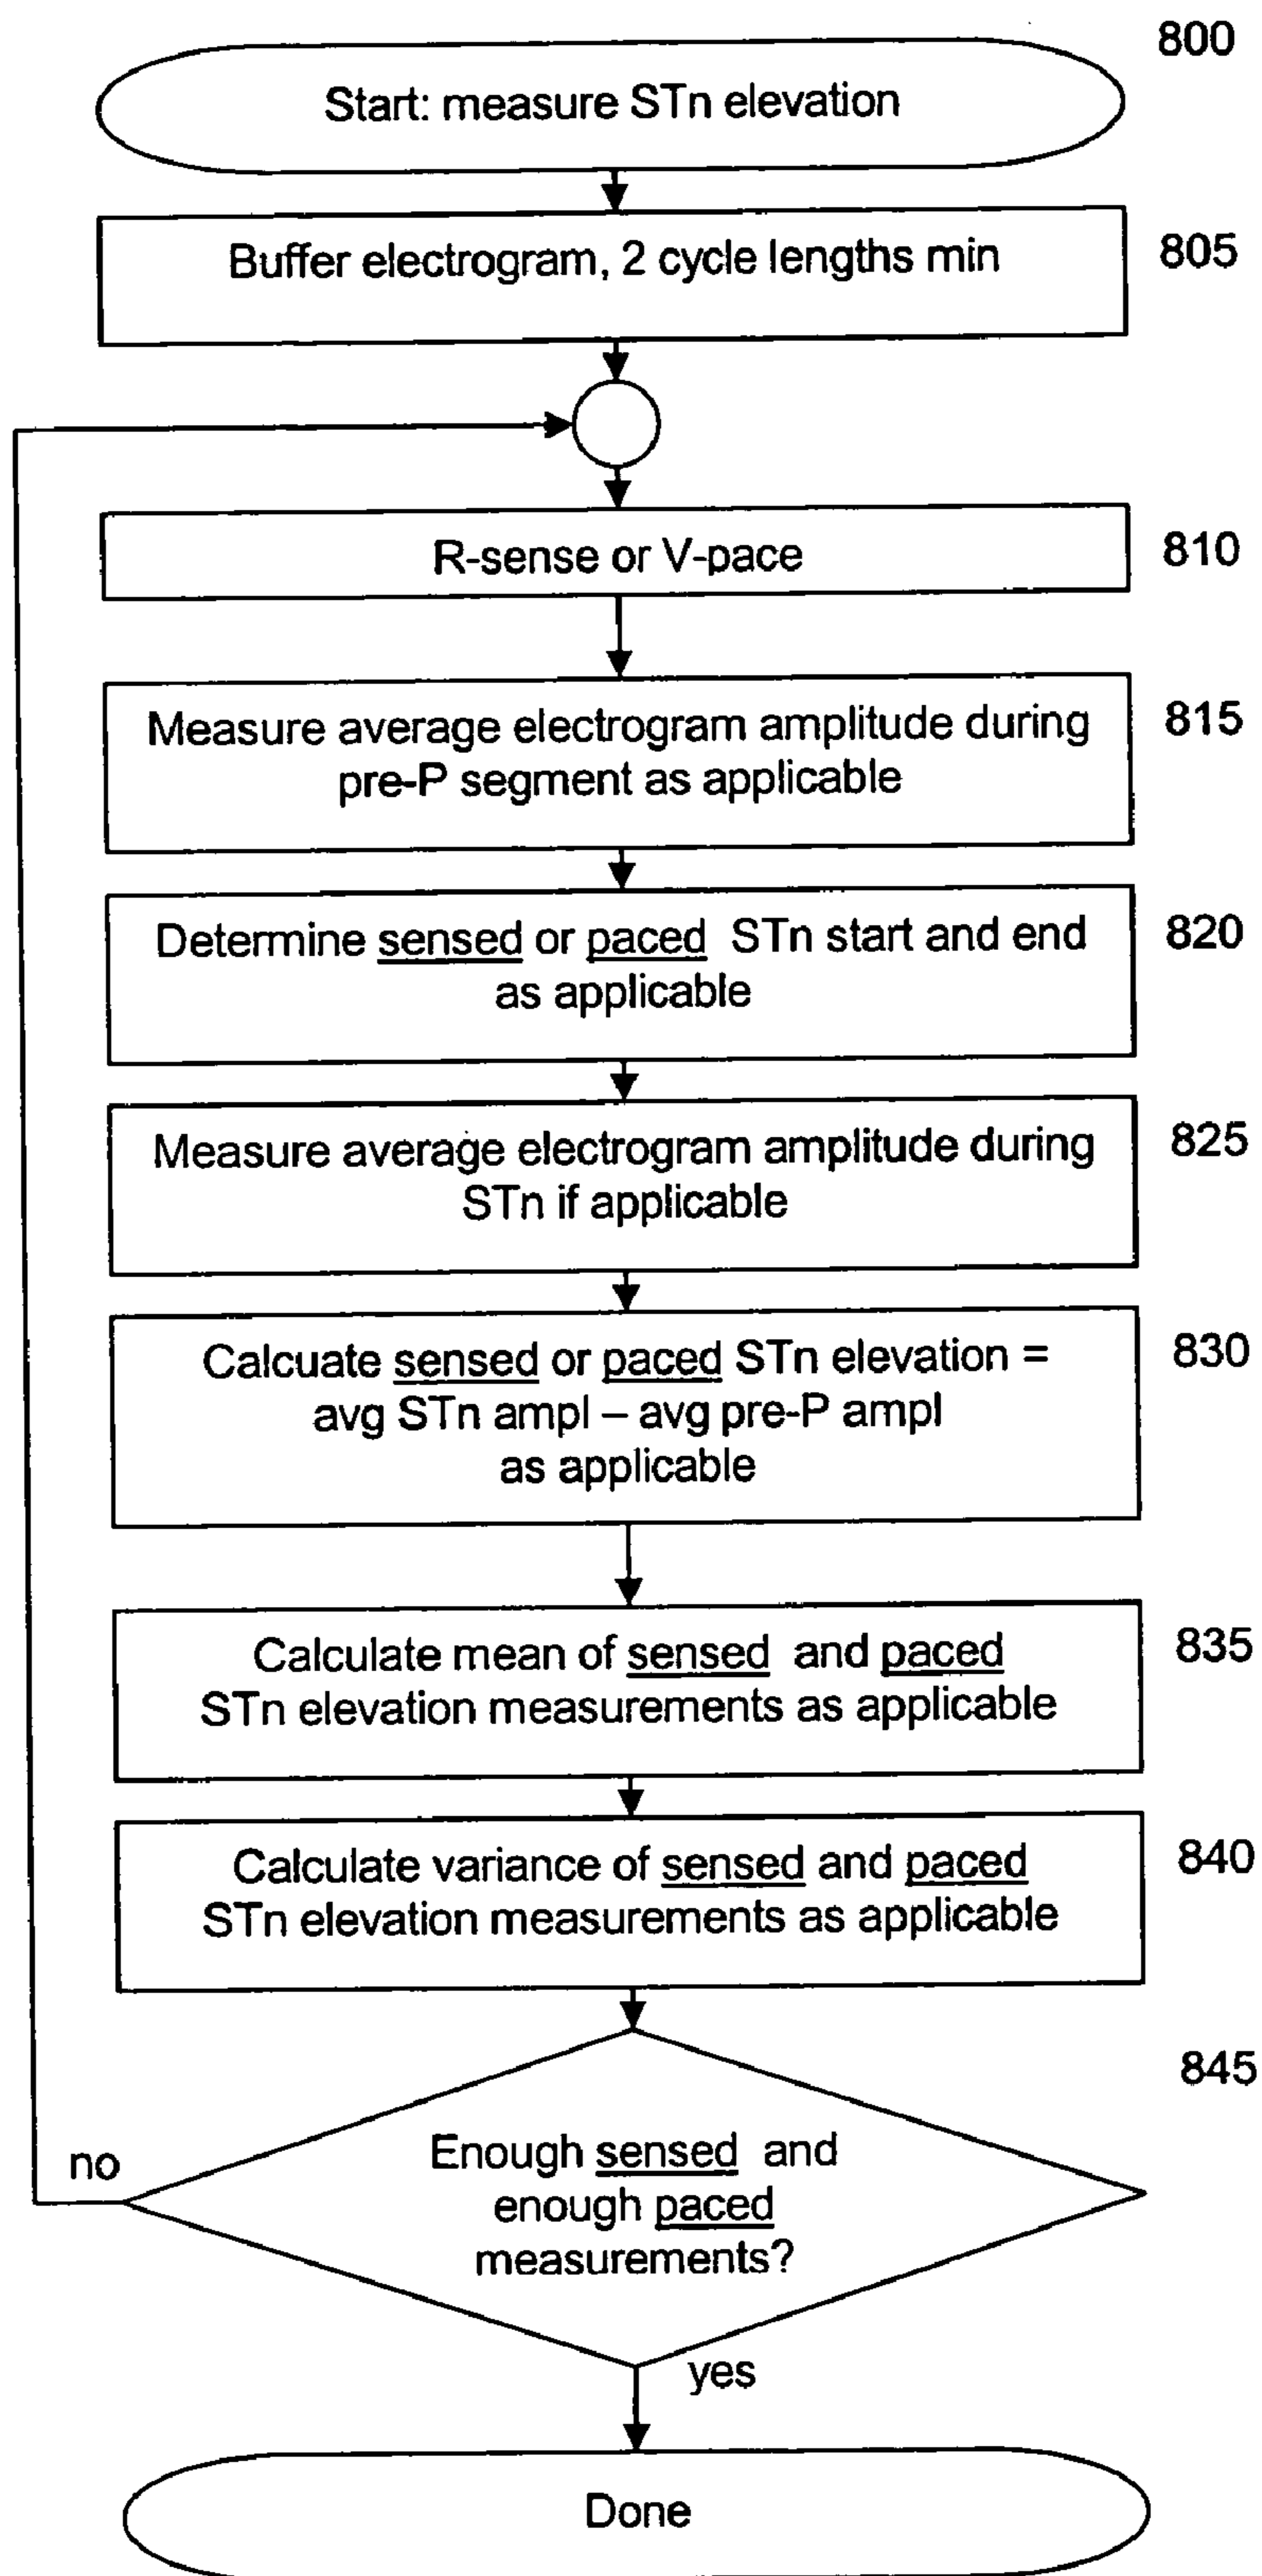 800
Start: measure STn elevation
Buffer electrogram, 2 cycle lengths min
805
R-sense or V-pace
810
Measure average electrogram amplitude during
pre-P segment as applicable
815
Determine sensed or paced STn start and end
as applicable
820
Measure average electrogram amplitude during
STn if applicable
825
Calcuate sensed or paced STn elevation =
avg STn ampl – avg pre-P ampl
as applicable
830
Calculate mean of sensed and paced
STn elevation measurements as applicable
835
Calculate variance of sensed and paced
STn elevation measurements as applicable
840
845
no
Enough sensed and
enough paced
measurements?
yes
Done